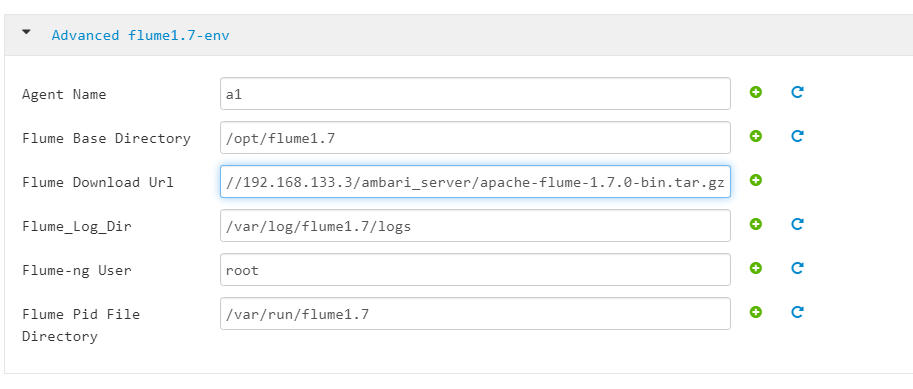 Advanced flume1.7-env
Agent Name a1
Flume Base Directory /opt/flume1.7
Flume Download Url //192.168.133.3/ambari_server/apache-flume-1.7.0-bin.tar.gz
Flume_Log_Dir /var/log/flume1.7/logs
Flume-ng User root
Flume Pid File /var/run/flume1.7
Directory